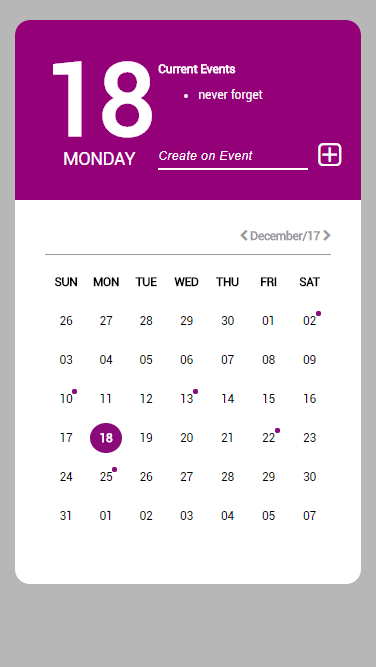 18
Current Events
never forget
MONDAY
Create on Event
December/17
SUN MON TUE WED THU FRI SAT
26 27 28 29 30 01 02
03 04 05 06 07 08 09
10 11 12 13 14 15 16
17 18 19 20 21 22 23
24 25 26 27 28 29 30
31 01 02 03 04 05 07